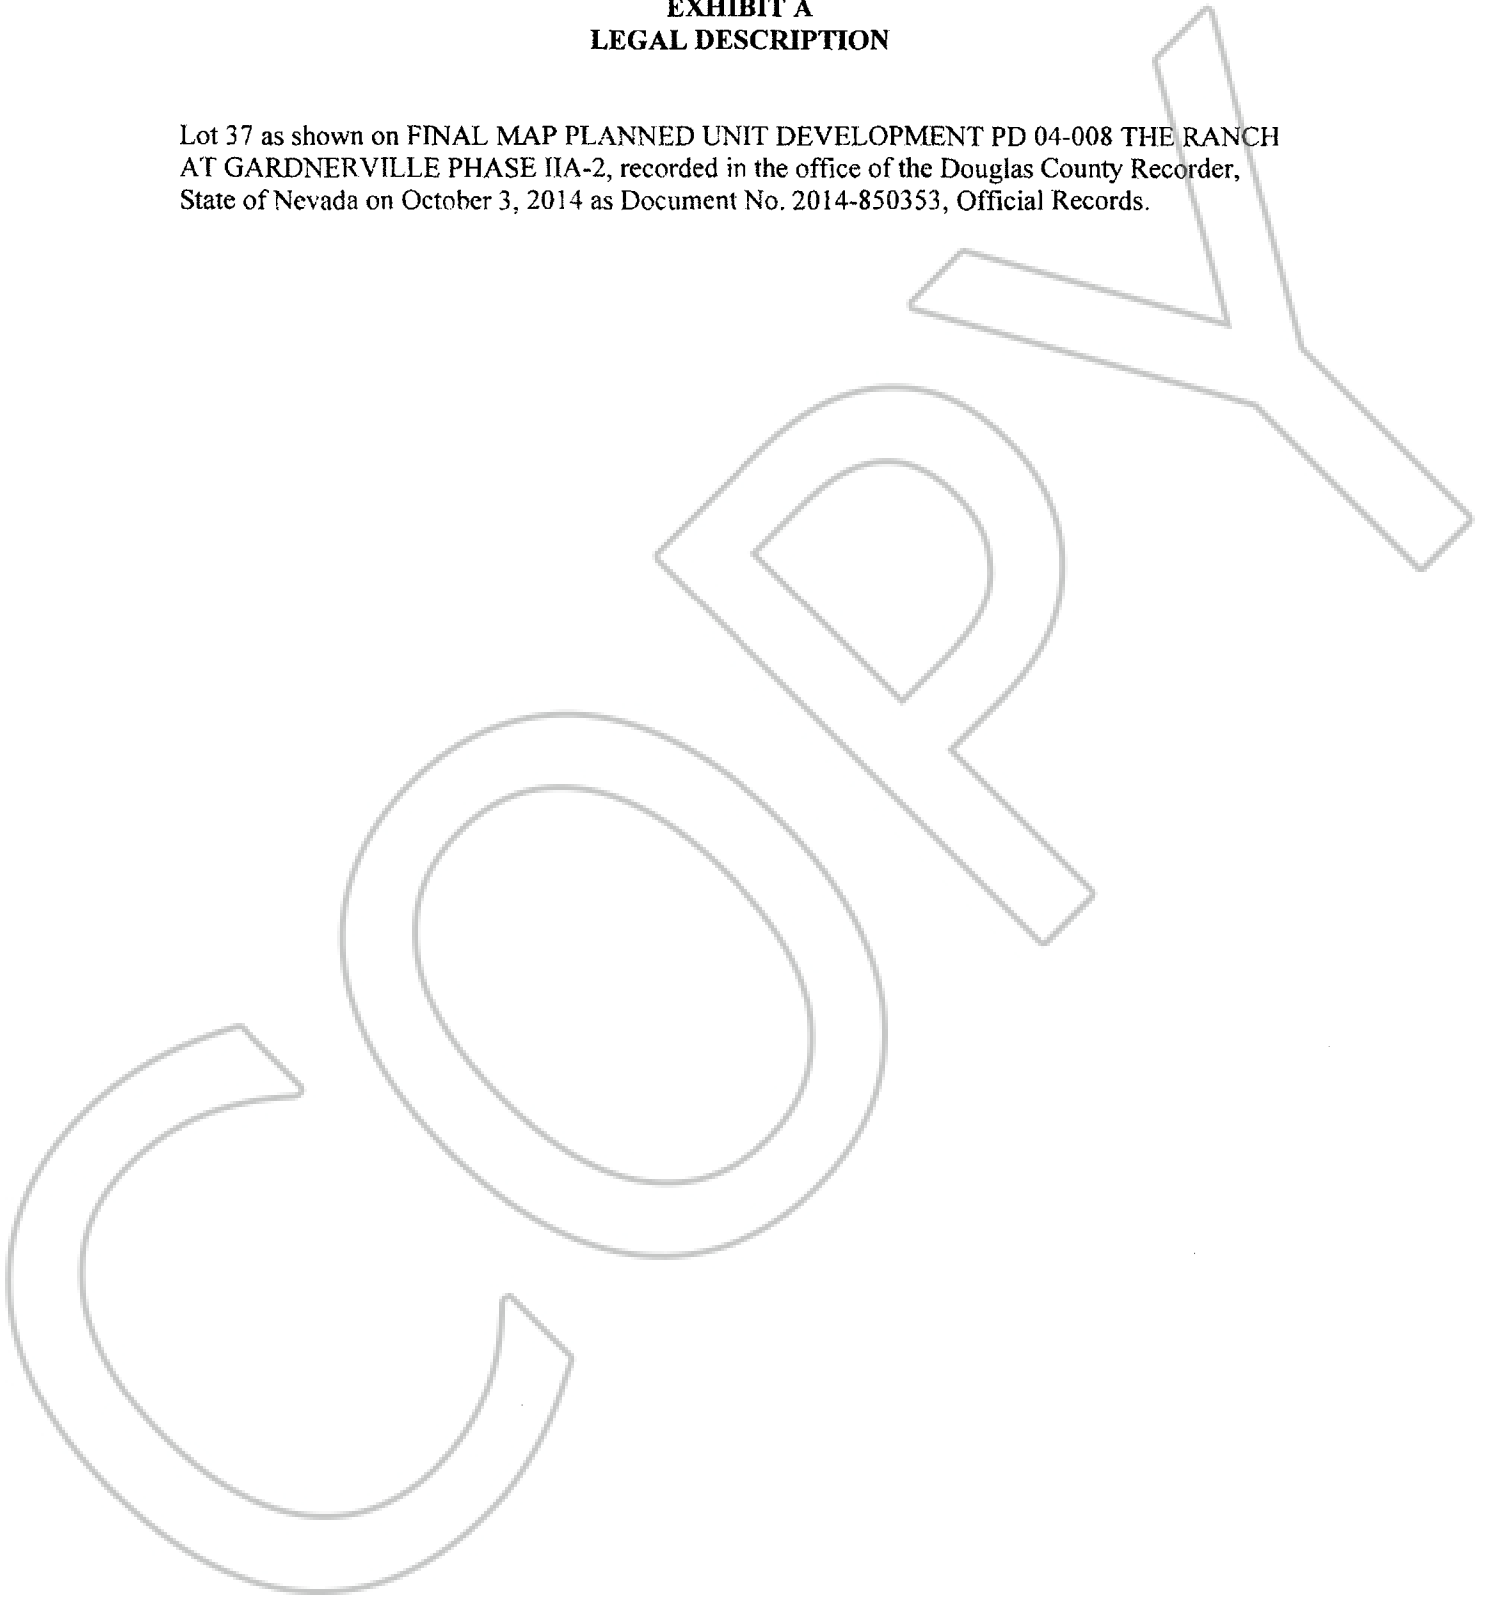 EXHIBIT A
LEGAL DESCRIPTION
Lot 37 as shown on FINAL MAP PLANNED UNIT DEVELOPMENT PD 04-008 THE RANCH
AT GARDNERVILLE PHASE IIA-2, recorded in the office of the Douglas County Recorder,
State of Nevada on October 3, 2014 as Document No. 2014-850353, Official Records.
COPY